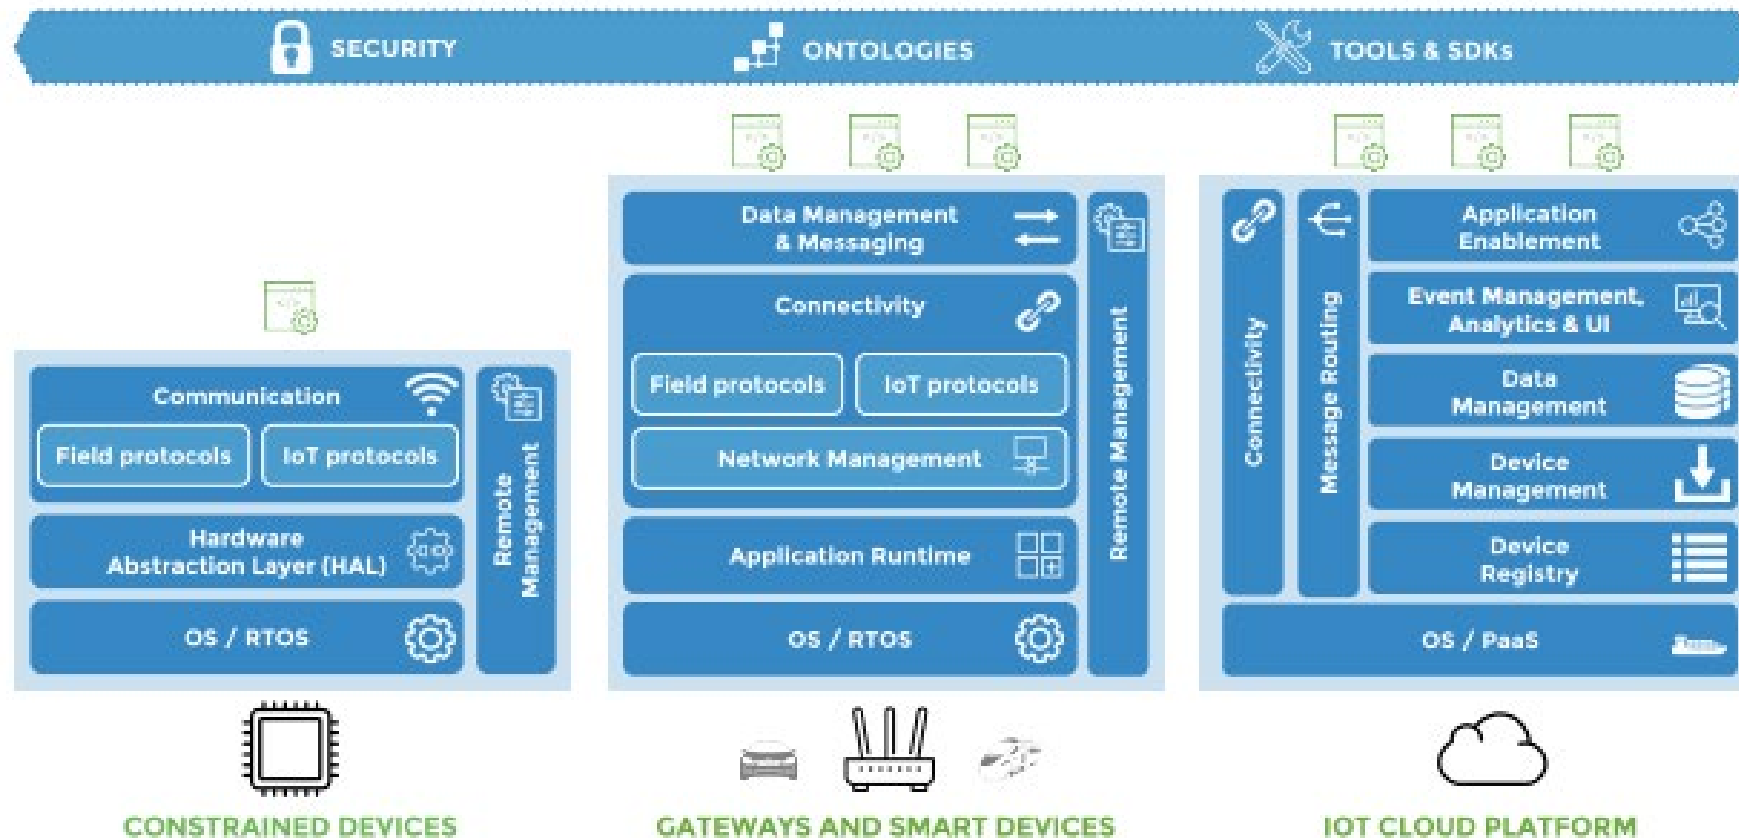 SECURITY
ONTOLOGIES
TOOLS & SDKs
Communication
Field protocols
IoT protocols
Hardware
Abstraction Layer (HAL)
OS / RTOS
Remote
Management
CONSTRAINED DEVICES
Data Management
& Messaging
Connectivity
Field protocols
IoT protocols
Network Management
Application Runtime
OS / RTOS
Remote Management
GATEWAYS AND SMART DEVICES
Connectivity
Message Routing
Application
Enablement
Event Management,
Analytics & UI
Data
Management
Device
Management
Device
Registry
OS / PaaS
IOT CLOUD PLATFORM